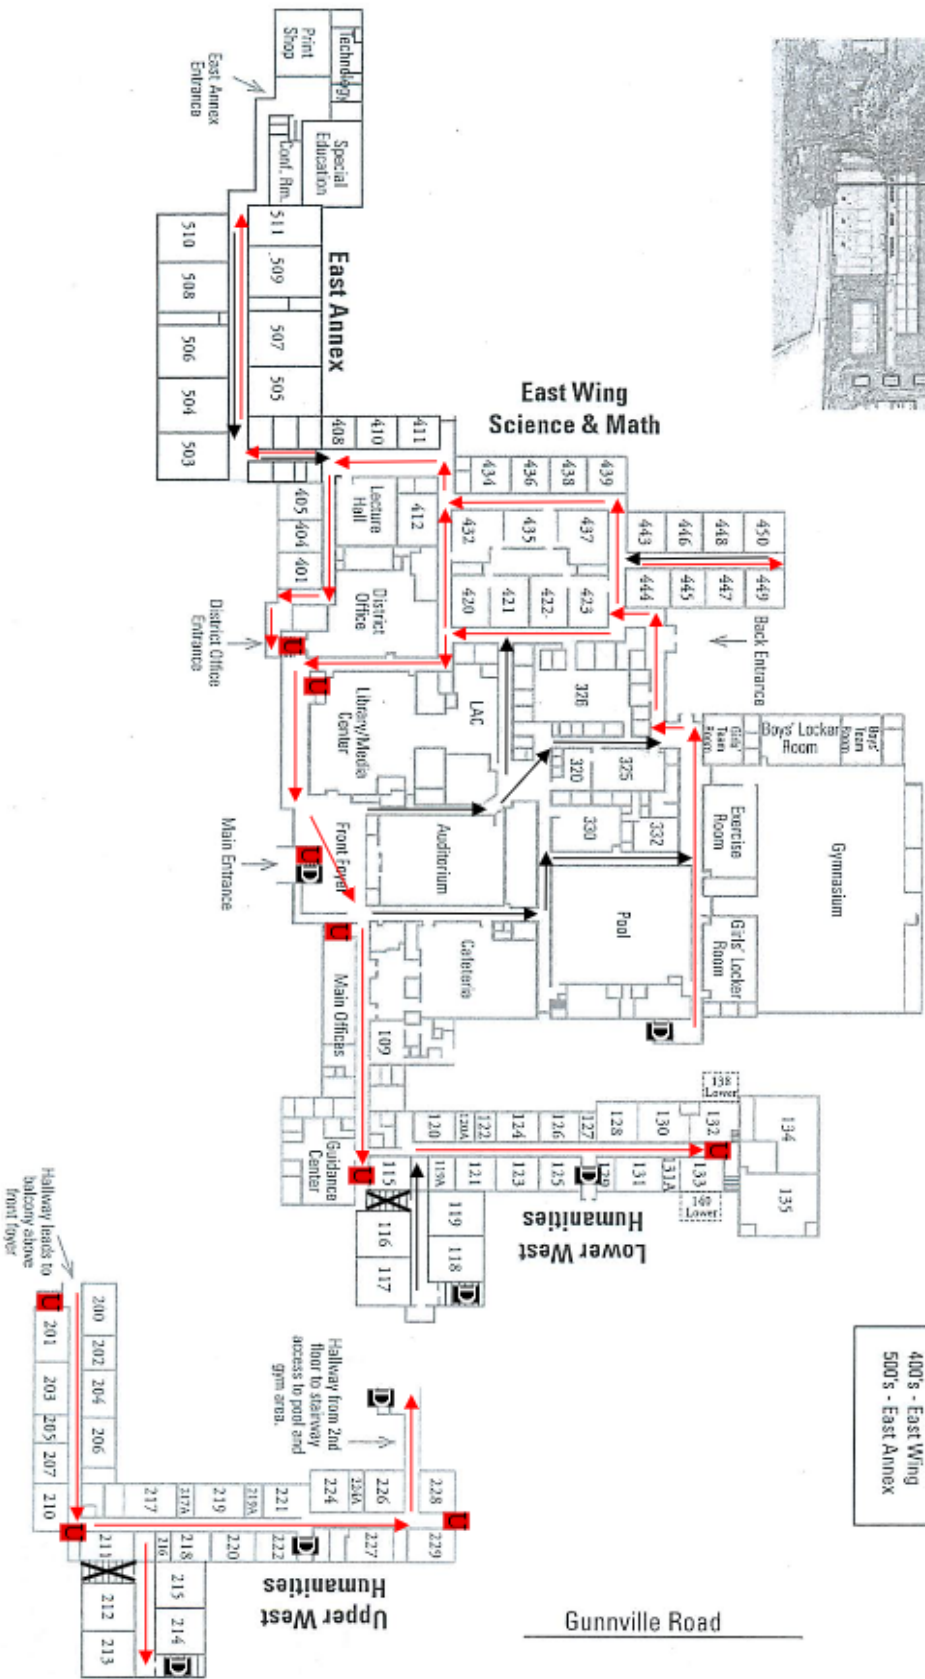 Technology
Print
Shop
East Annex
Entrance
Special
Education
Conf. Rm.
511
509
507
505
510
508
506
504
503
East Annex
East Wing
Science & Math
408
410
411
434
436
438
439
443
446
448
450
405
404
401
Lecture
Hall
412
432
435
437
420
421
422
423
444
445
447
449
District
Office
District Office
Entrance
Back Entrance
Library/Media
Center
LAC
326
320
325
330
332
Girls'
Team
Room
Boys' Locker
Room
Boys'
Team
Room
Exercise
Room
Gymnasium
Girls' Locker
Room
Auditorium
Front Foyer
Main Entrance
Pool
Cafeteria
Main Offices
109
Guidance
Center
138
Lower
120
120A
122
124
126
127
128
130
132
134
115
119A
121
123
125
129
131
131A
133
135
116
119
117
118
Lower West
Humanities
400's - East Wing
500's - East Annex
Hallway leads to
balcony above
front foyer
200
202
204
206
201
203
205
207
210
Hallway from 2nd
floor to stairway
access to pool and
gym area.
217
217A
219
219A
221
224
224A
226
228
211
216
218
220
222
227
229
212
215
213
214
Upper West
Humanities
Gunnville Road
U
U
U
U
U
U
U
U
U
D
D
D
D
D
D
D